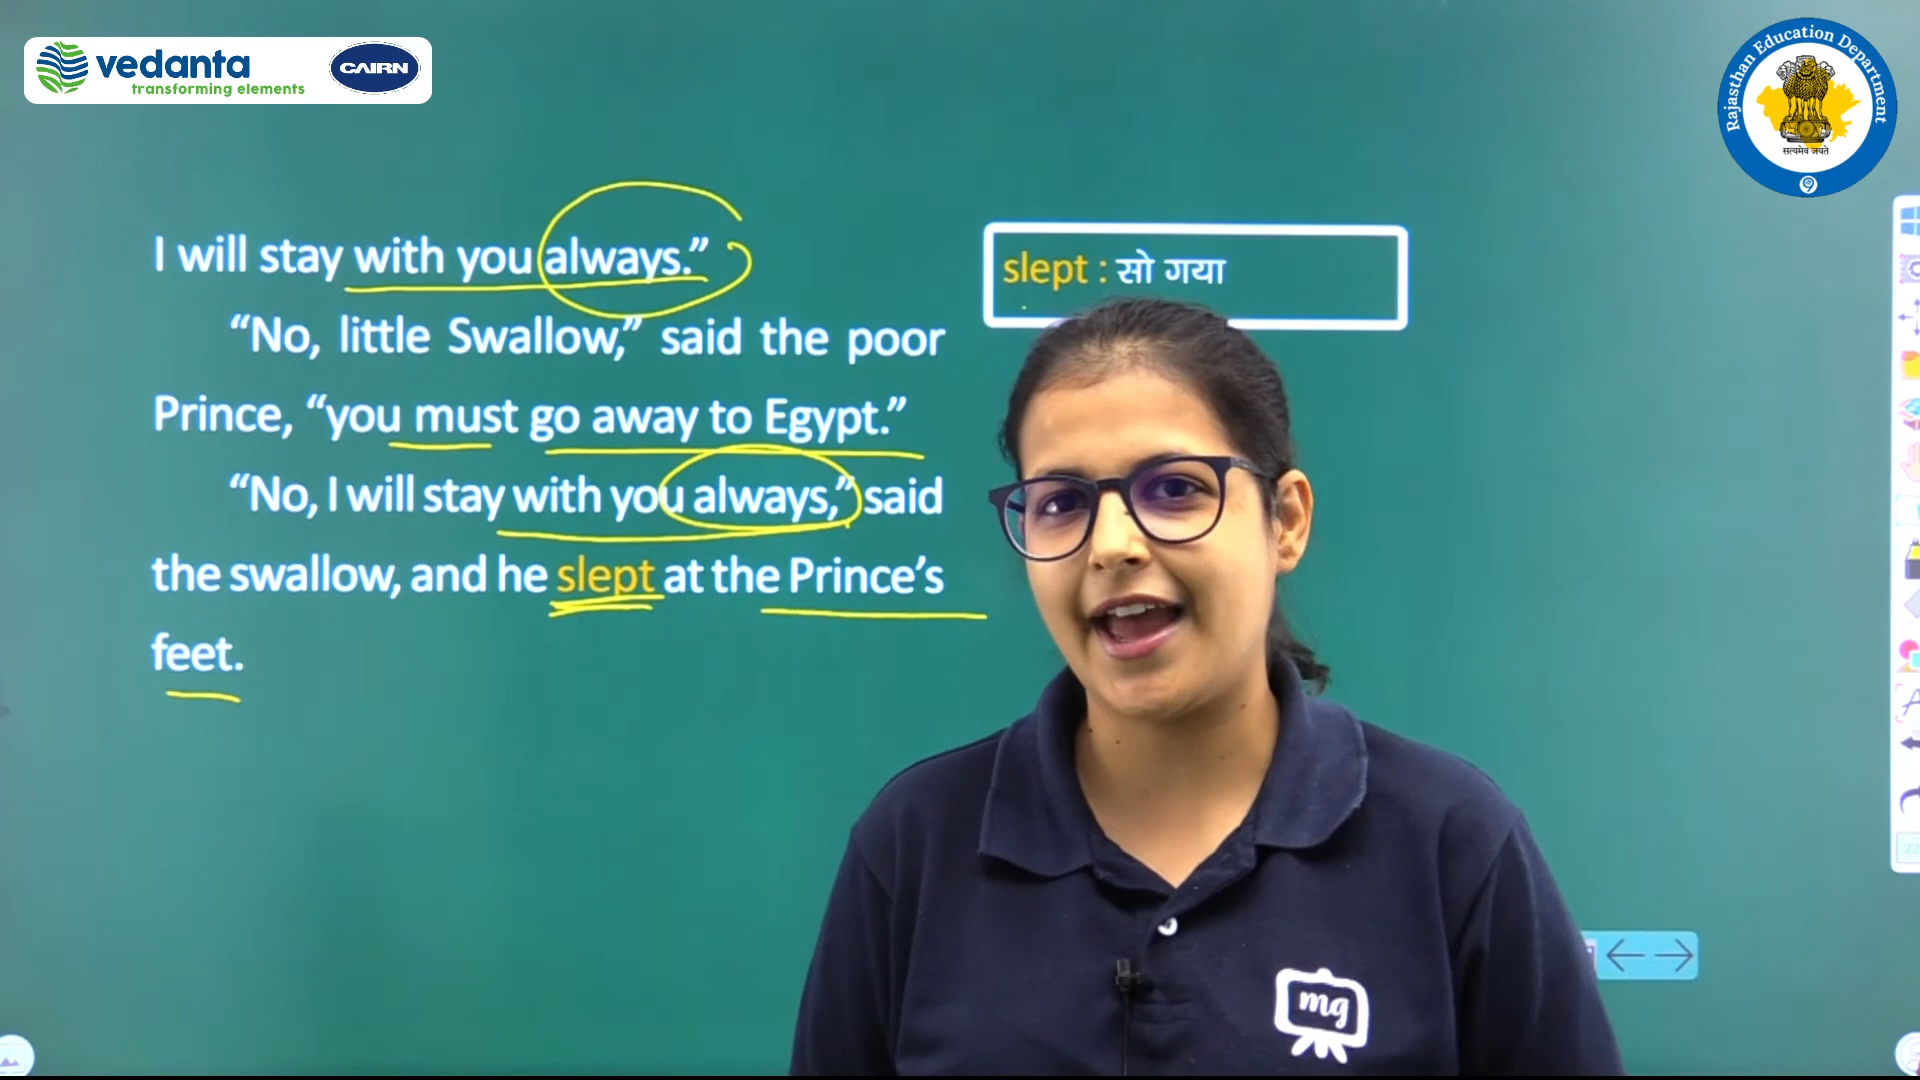 vedanta
transforming elements
CAIRN
Rajasthan Education Department
सत्यमेव जयते
I will stay with you always.”
“No, little Swallow,” said the poor
Prince, “you must go away to Egypt.”
“No, I will stay with you always,” said
the swallow, and he slept at the Prince’s
feet.
slept : सो गया
mg